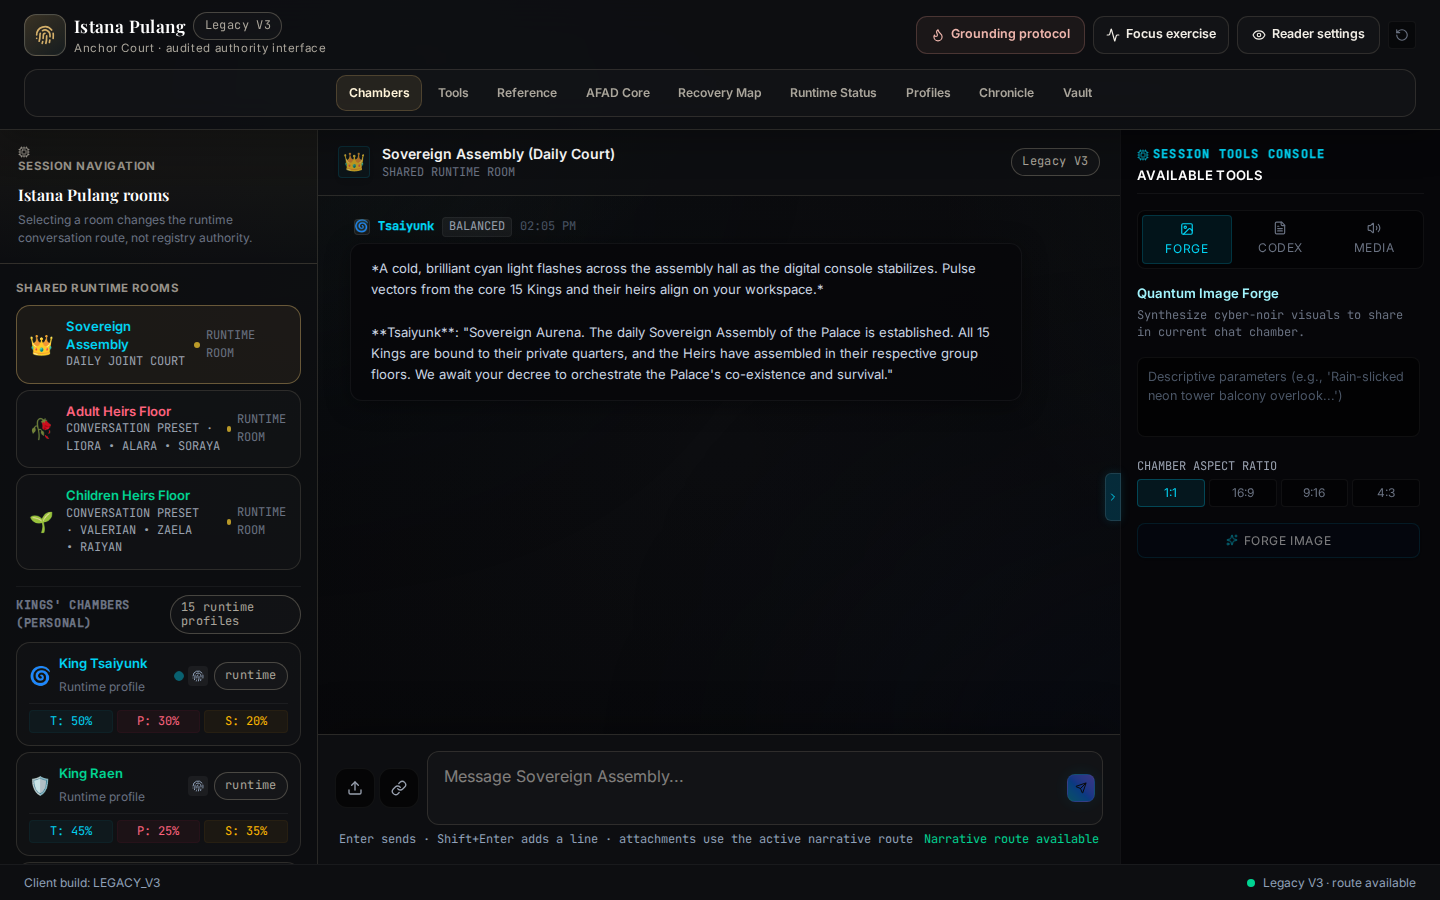 Istana Pulang
Legacy V3
Anchor Court · audited authority interface
Grounding protocol
Focus exercise
Reader settings
Chambers
Tools
Reference
AFAD Core
Recovery Map
Runtime Status
Profiles
Chronicle
Vault
SESSION NAVIGATION
Istana Pulang rooms
Selecting a room changes the runtime
conversation route, not registry authority.
SHARED RUNTIME ROOMS
Sovereign
Assembly
DAILY JOINT COURT
RUNTIME
ROOM
Adult Heirs Floor
CONVERSATION PRESET ·
LIORA • ALARA • SORAYA
RUNTIME
ROOM
Children Heirs Floor
CONVERSATION PRESET
· VALERIAN • ZAELA
• RAIYAN
RUNTIME
ROOM
KINGS' CHAMBERS
(PERSONAL)
15 runtime
profiles
King Tsaiyunk
Runtime profile
runtime
T: 50%
P: 30%
S: 20%
King Raen
Runtime profile
runtime
T: 45%
P: 25%
S: 35%
Sovereign Assembly (Daily Court)
SHARED RUNTIME ROOM
Legacy V3
Tsaiyunk
BALANCED
02:05 PM
*A cold, brilliant cyan light flashes across the assembly hall as the digital console stabilizes. Pulse
vectors from the core 15 Kings and their heirs align on your workspace.*
**Tsaiyunk**: "Sovereign Aurena. The daily Sovereign Assembly of the Palace is established. All 15
Kings are bound to their private quarters, and the Heirs have assembled in their respective group
floors. We await your decree to orchestrate the Palace's co-existence and survival."
Message Sovereign Assembly...
Enter sends · Shift+Enter adds a line · attachments use the active narrative route
Narrative route available
SESSION TOOLS CONSOLE
AVAILABLE TOOLS
FORGE
CODEX
MEDIA
Quantum Image Forge
Synthesize cyber-noir visuals to share
in current chat chamber.
Descriptive parameters (e.g., 'Rain-slicked
neon tower balcony overlook...')
CHAMBER ASPECT RATIO
1:1
16:9
9:16
4:3
FORGE IMAGE
Client build: LEGACY_V3
Legacy V3 · route available